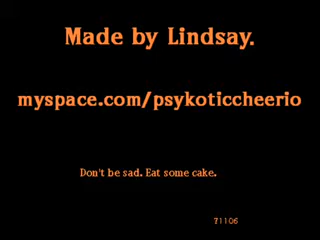 Made by Lindsay.
myspace.com/psykoticcheerio
Don't be sad. Eat some cake.
71106